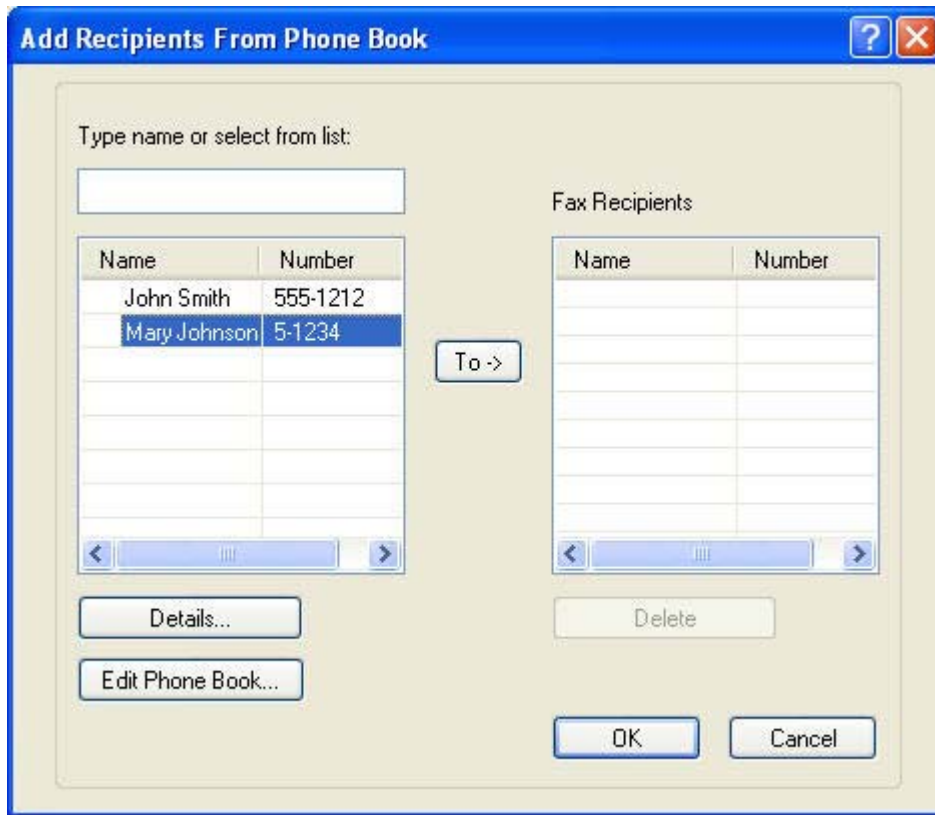 Add Recipients From Phone Book
Type name or select from list:
Name Number
John Smith 555-1212
Mary Johnson 5-1234
Details...
Edit Phone Book...
To ->
Fax Recipients
Name Number
Delete
OK Cancel